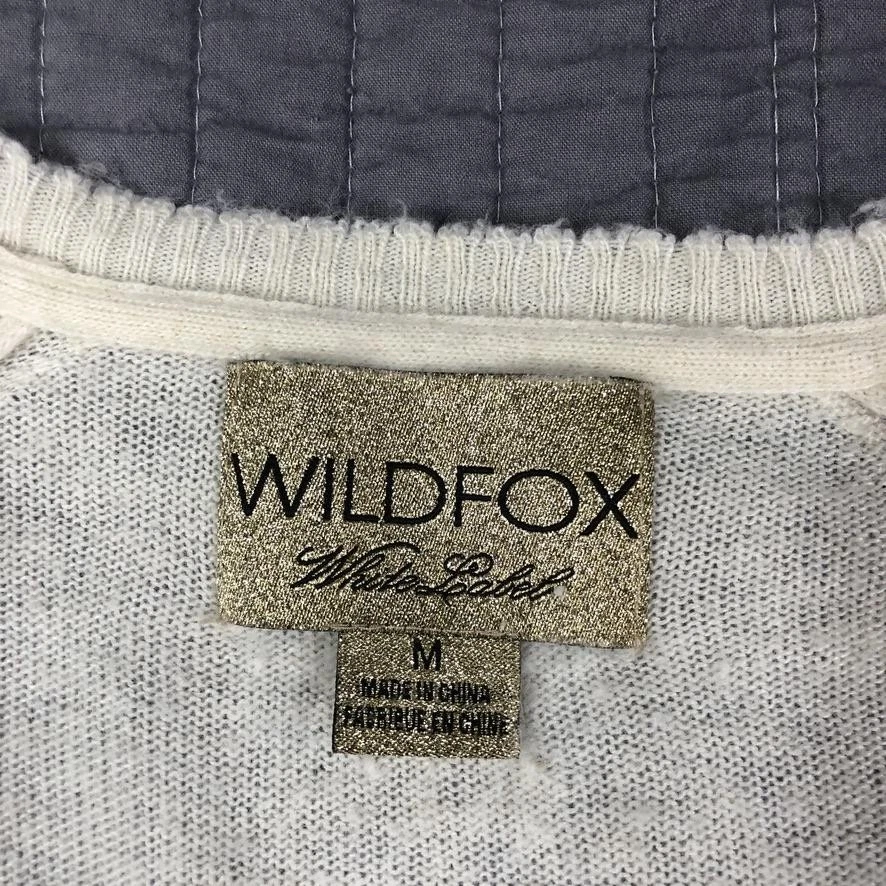 WILDFOX
White Label
M
MADE IN CHINA
FABRIQUE EN CHINE